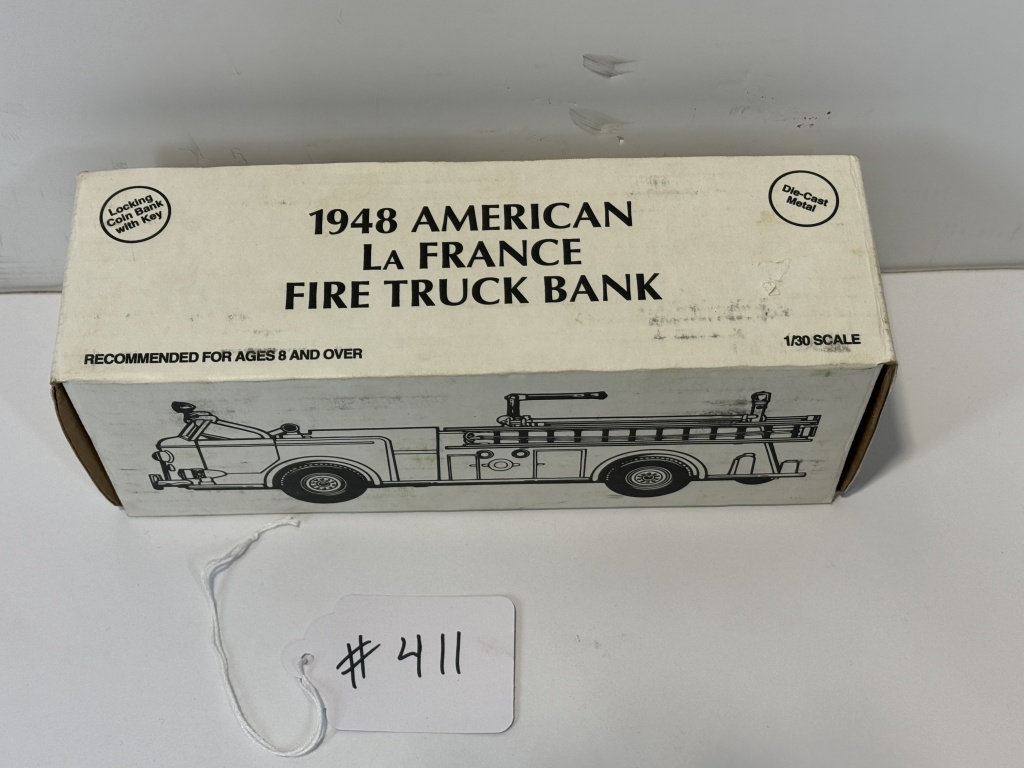 Locking
Coin Bank
with Key
Die-Cast
Metal
1948 AMERICAN
LA FRANCE
FIRE TRUCK BANK
RECOMMENDED FOR AGES 8 AND OVER
1/30 SCALE
# 411